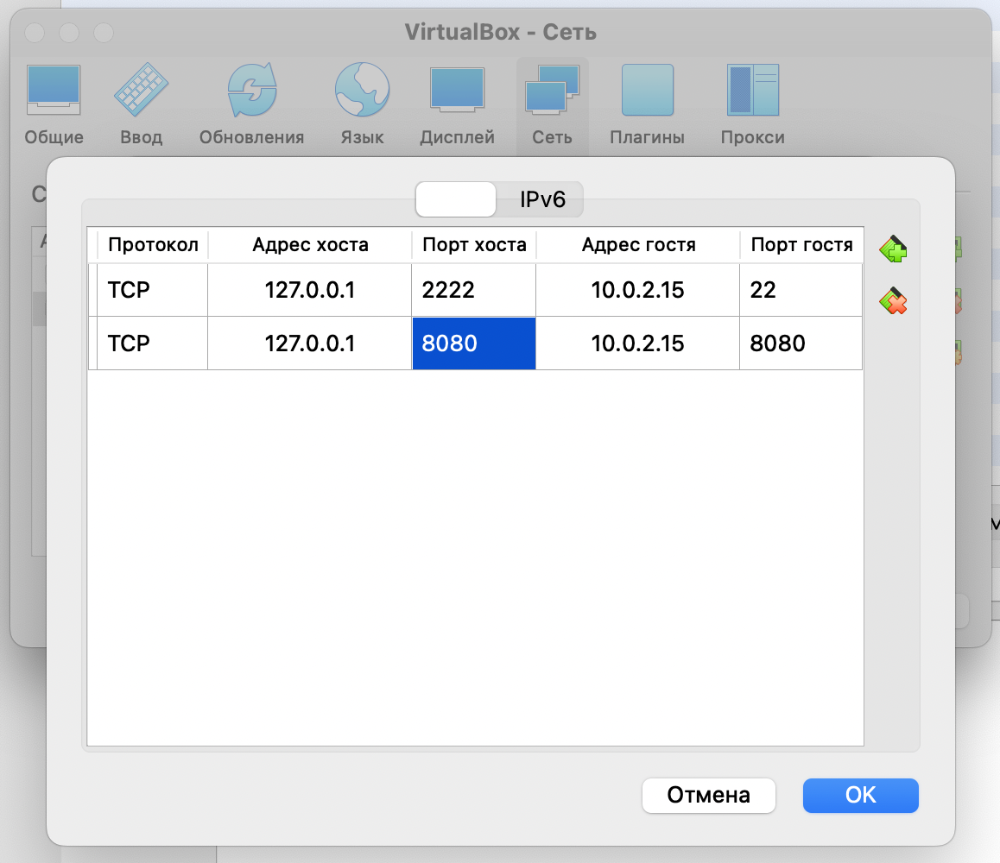 VirtualBox - Сеть
Общие Ввод Обновления Язык Дисплей Сеть Плагины Прокси
IPv6
Протокол Адрес хоста Порт хоста Адрес гостя Порт гостя
TCP 127.0.0.1 2222 10.0.2.15 22
TCP 127.0.0.1 8080 10.0.2.15 8080
Отмена OK